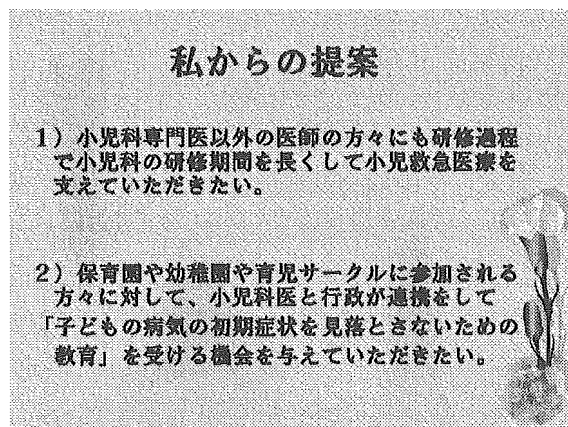 私からの提案
1）小児科専門医以外の医師の方々にも研修過程
で小児科の研修期間を長くして小児救急医療を
支えていただきたい。
2）保育園や幼稚園や育児サークルに参加される
方々に対して、小児科医と行政が連携をして
「子どもの病気の初期症状を見落とさないための
教育」を受ける機会を与えていただきたい。